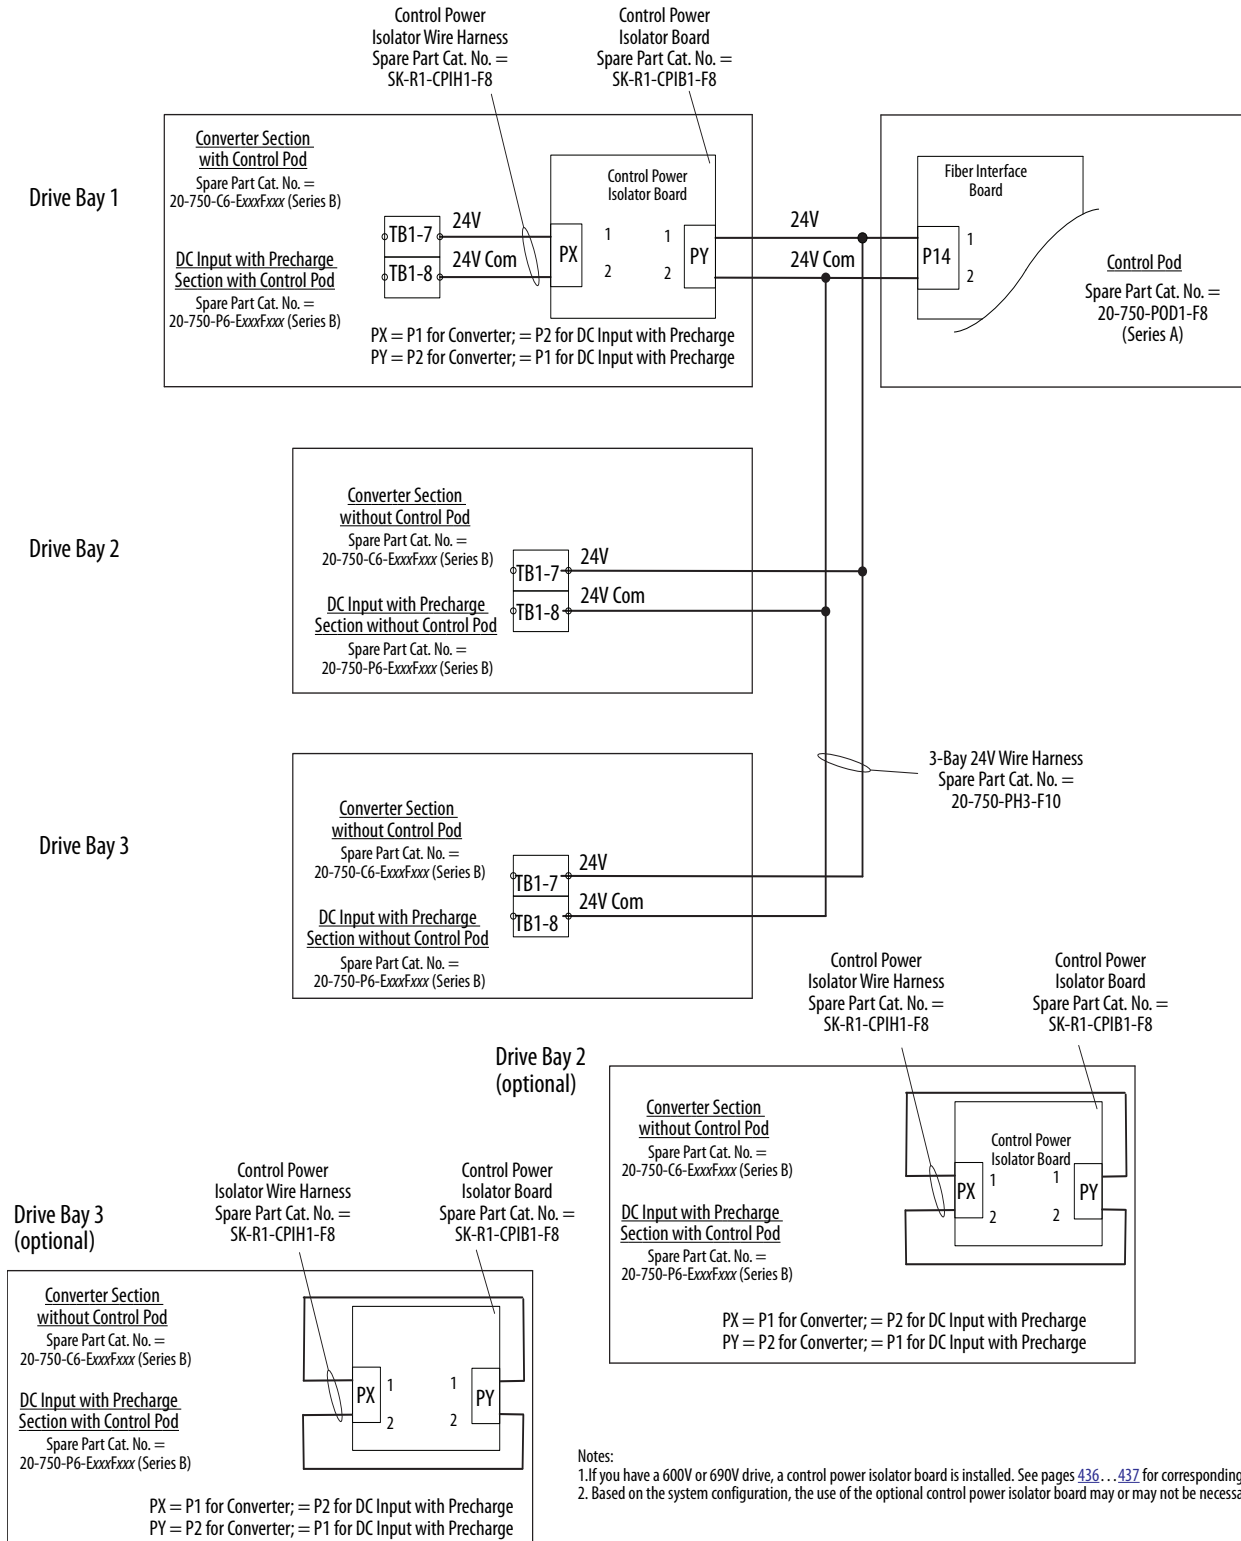 Control Power
Isolator Wire Harness
Spare Part Cat. No. =
SK-R1-CPIH1-F8
Control Power
Isolator Board
Spare Part Cat. No. =
SK-R1-CPIB1-F8
Drive Bay 1
Converter Section
with Control Pod
Spare Part Cat. No. =
20-750-C6-ExxxFxxx (Series B)
DC Input with Precharge
Section with Control Pod
Spare Part Cat. No. =
20-750-P6-ExxxFxxx (Series B)
TB1-7
TB1-8
24V
24V Com
PX
1
2
Control Power
Isolator Board
1
2
PY
PX = P1 for Converter; = P2 for DC Input with Precharge
PY = P2 for Converter; = P1 for DC Input with Precharge
24V
24V Com
Fiber Interface
Board
P14
1
2
Control Pod
Spare Part Cat. No. =
20-750-POD1-F8
(Series A)
Drive Bay 2
Converter Section
without Control Pod
Spare Part Cat. No. =
20-750-C6-ExxxFxxx (Series B)
DC Input with Precharge
Section without Control Pod
Spare Part Cat. No. =
20-750-P6-ExxxFxxx (Series B)
TB1-7
TB1-8
24V
24V Com
3-Bay 24V Wire Harness
Spare Part Cat. No. =
20-750-PH3-F10
Drive Bay 3
Converter Section
without Control Pod
Spare Part Cat. No. =
20-750-C6-ExxxFxxx (Series B)
DC Input with Precharge
Section without Control Pod
Spare Part Cat. No. =
20-750-P6-ExxxFxxx (Series B)
TB1-7
TB1-8
24V
24V Com
Control Power
Isolator Wire Harness
Spare Part Cat. No. =
SK-R1-CPIH1-F8
Control Power
Isolator Board
Spare Part Cat. No. =
SK-R1-CPIB1-F8
Drive Bay 2
(optional)
Converter Section
without Control Pod
Spare Part Cat. No. =
20-750-C6-ExxxFxxx (Series B)
DC Input with Precharge
Section with Control Pod
Spare Part Cat. No. =
20-750-P6-ExxxFxxx (Series B)
Control Power
Isolator Board
PX
1
2
1
2
PY
PX = P1 for Converter; = P2 for DC Input with Precharge
PY = P2 for Converter; = P1 for DC Input with Precharge
Control Power
Isolator Wire Harness
Spare Part Cat. No. =
SK-R1-CPIH1-F8
Control Power
Isolator Board
Spare Part Cat. No. =
SK-R1-CPIB1-F8
Drive Bay 3
(optional)
Converter Section
without Control Pod
Spare Part Cat. No. =
20-750-C6-ExxxFxxx (Series B)
DC Input with Precharge
Section with Control Pod
Spare Part Cat. No. =
20-750-P6-ExxxFxxx (Series B)
PX
1
2
1
2
PY
PX = P1 for Converter; = P2 for DC Input with Precharge
PY = P2 for Converter; = P1 for DC Input with Precharge
Notes:
1.If you have a 600V or 690V drive, a control power isolator board is installed. See pages 436...437 for corresponding
2. Based on the system configuration, the use of the optional control power isolator board may or may not be